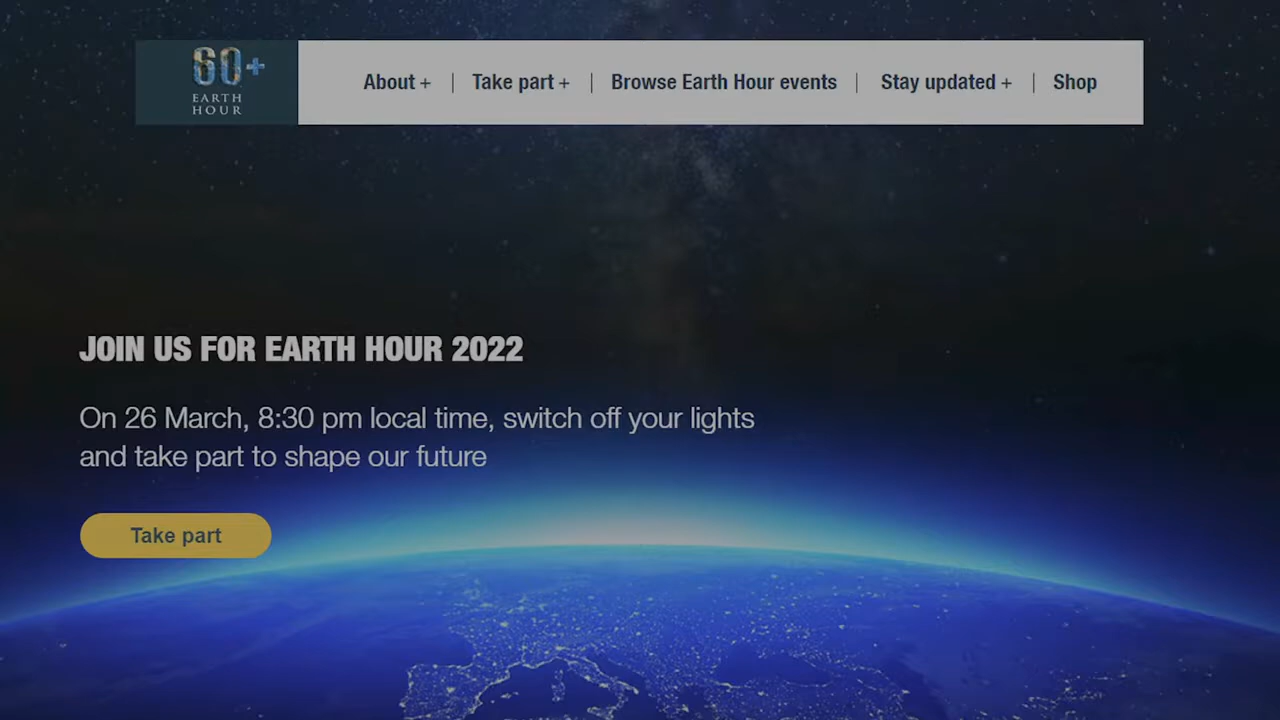 60+
EARTH
HOUR
About +
Take part +
Browse Earth Hour events
Stay updated +
Shop
JOIN US FOR EARTH HOUR 2022
On 26 March, 8:30 pm local time, switch off your lights
and take part to shape our future
Take part